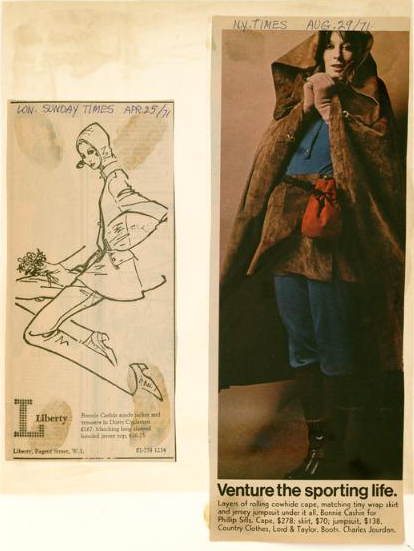 LON. SUNDAY TIMES APR. 25/71
N.Y. TIMES AUG. 29/71
L Liberty
Bonnie Cashin suede jacket and
trousers in Dusty Cyclamen
£167. Matching long sleeved
hooded jersey top, £16.75.
Liberty, Regent Street, W.1. 01-734 1234
Venture the sporting life.
Layers of rolling cowhide cape, matching tiny wrap skirt
and jersey jumpsuit under it all. Bonnie Cashin for
Phillip Sills. Cape, $278; skirt, $70; jumpsuit, $138.
Country Clothes, Lord & Taylor. Boots, Charles Jourdan.